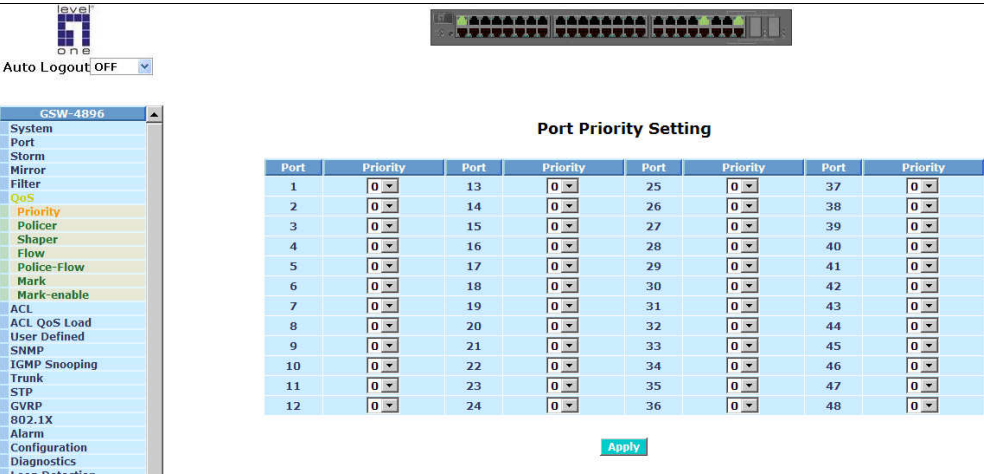 level
one
Auto Logout OFF
GSW-4896
System
Port
Storm
Mirror
Filter
QoS
Priority
Policer
Shaper
Flow
Police-Flow
Mark
Mark-enable
ACL
ACL QoS Load
User Defined
SNMP
IGMP Snooping
Trunk
STP
GVRP
802.1X
Alarm
Configuration
Diagnostics
Loop Detection
Port Priority Setting
Port Priority Port Priority Port Priority Port Priority
1 0 13 0 25 0 37 0
2 0 14 0 26 0 38 0
3 0 15 0 27 0 39 0
4 0 16 0 28 0 40 0
5 0 17 0 29 0 41 0
6 0 18 0 30 0 42 0
7 0 19 0 31 0 43 0
8 0 20 0 32 0 44 0
9 0 21 0 33 0 45 0
10 0 22 0 34 0 46 0
11 0 23 0 35 0 47 0
12 0 24 0 36 0 48 0
Apply